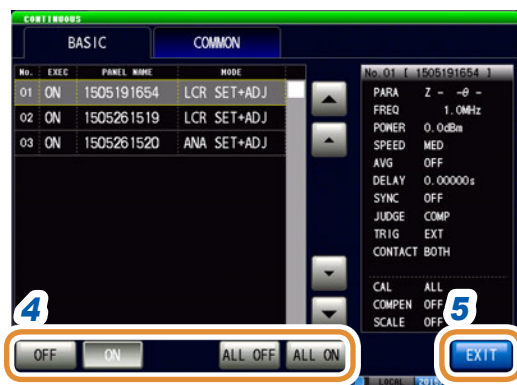 CONTINUOUS
BASIC COMMON
No. EXEC PANEL NAME MODE
01 ON 1505191654 LCR SET+ADJ
02 ON 1505261519 LCR SET+ADJ
03 ON 1505261520 ANA SET+ADJ
No. 01 [ 1505191654 ]
PARA Z - -θ -
FREQ 1.0MHz
POWER 0.0dBm
SPEED MED
AVG OFF
DELAY 0.00000s
SYNC OFF
JUDGE COMP
TRIG EXT
CONTACT BOTH
CAL ALL
COMPEN OFF
SCALE OFF
4
5
OFF ON ALL OFF ALL ON EXIT
LOCAL